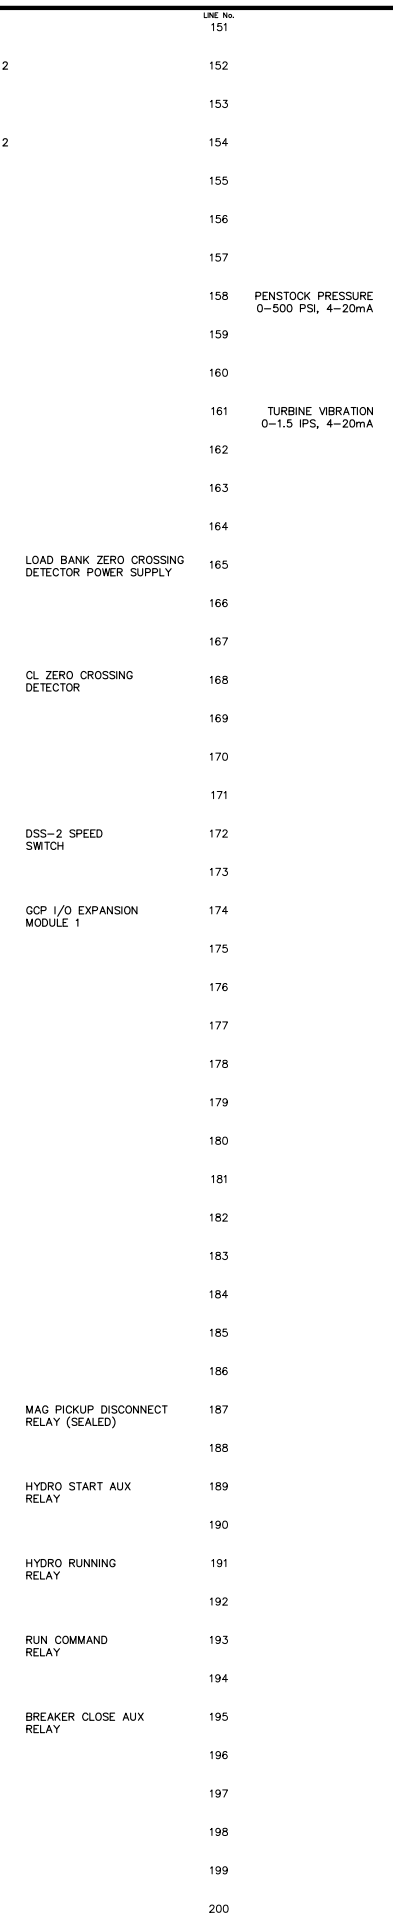 LINE No.
151
2
152
153
2
154
155
156
157
158
PENSTOCK PRESSURE
0-500 PSI, 4-20mA
159
160
161
TURBINE VIBRATION
0-1.5 IPS, 4-20mA
162
163
164
LOAD BANK ZERO CROSSING
DETECTOR POWER SUPPLY
165
166
167
CL ZERO CROSSING
DETECTOR
168
169
170
171
DSS-2 SPEED
SWITCH
172
173
GCP I/O EXPANSION
MODULE 1
174
175
176
177
178
179
180
181
182
183
184
185
186
MAG PICKUP DISCONNECT
RELAY (SEALED)
187
188
HYDRO START AUX
RELAY
189
190
HYDRO RUNNING
RELAY
191
192
RUN COMMAND
RELAY
193
194
BREAKER CLOSE AUX
RELAY
195
196
197
198
199
200